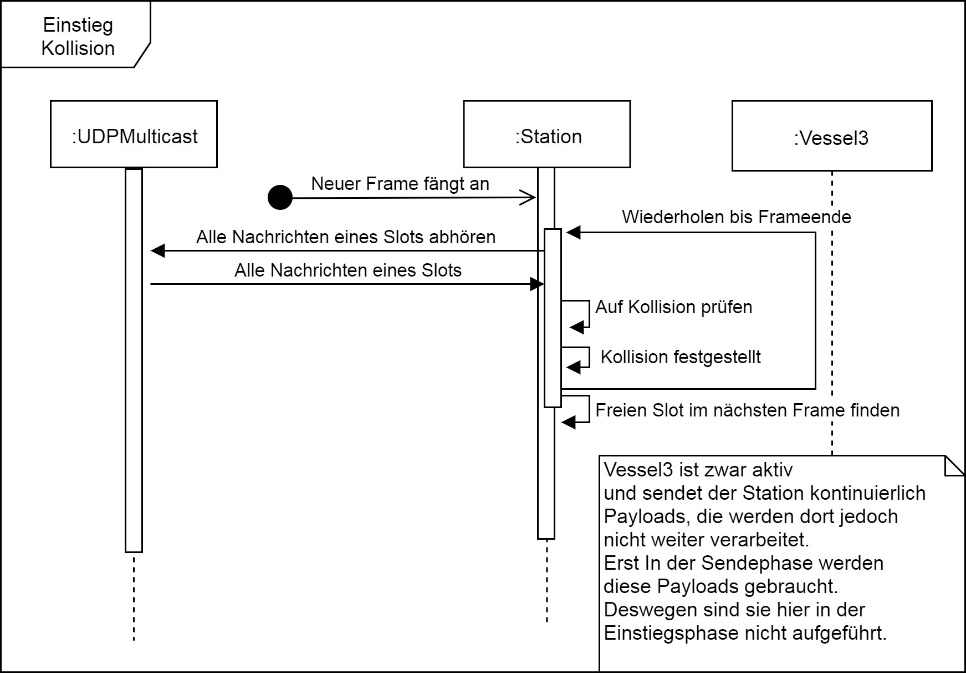 Einstieg
Kollision
:UDPMulticast
:Station
:Vessel3
Neuer Frame fängt an
Wiederholen bis Frameende
Alle Nachrichten eines Slots abhören
Alle Nachrichten eines Slots
Auf Kollision prüfen
Kollision festgestellt
Freien Slot im nächsten Frame finden
Vessel3 ist zwar aktiv
und sendet der Station kontinuierlich
Payloads, die werden dort jedoch
nicht weiter verarbeitet.
Erst In der Sendephase werden
diese Payloads gebraucht.
Deswegen sind sie hier in der
Einstiegsphase nicht aufgeführt.